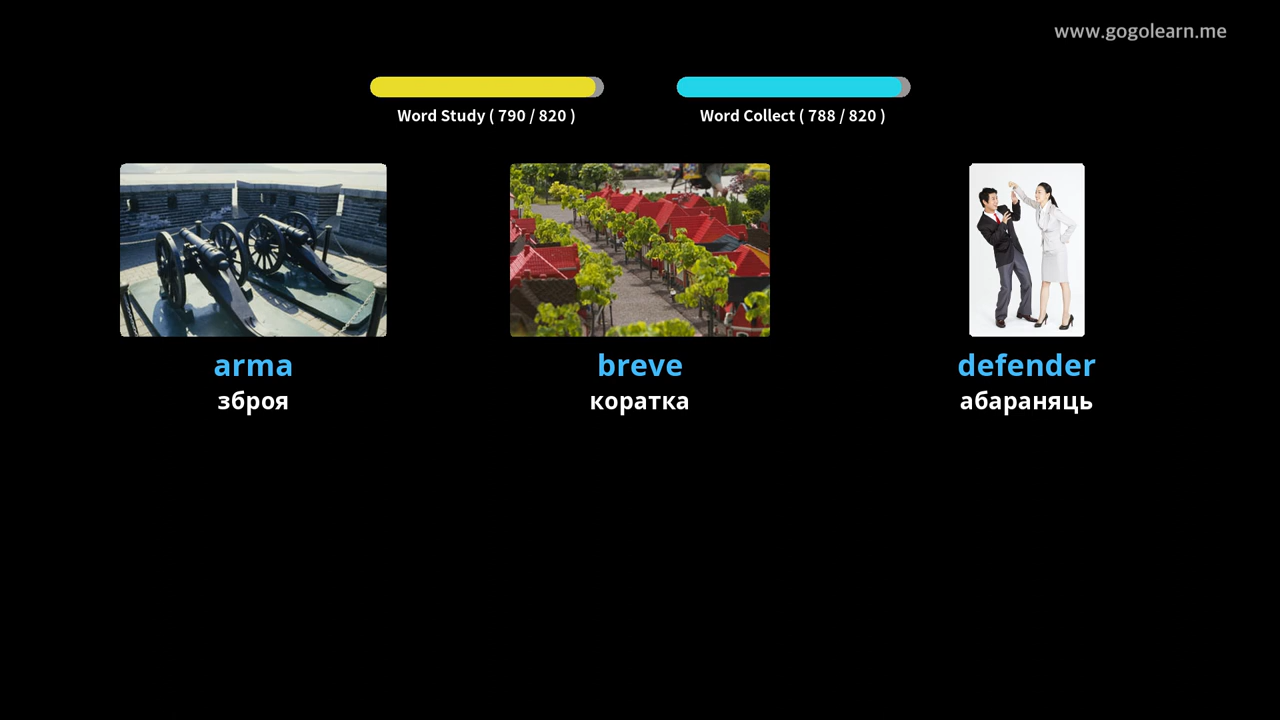 www.gogolearn.me
Word Study ( 790 / 820 )
Word Collect ( 788 / 820 )
arma
зброя
breve
коратка
defender
абараняць